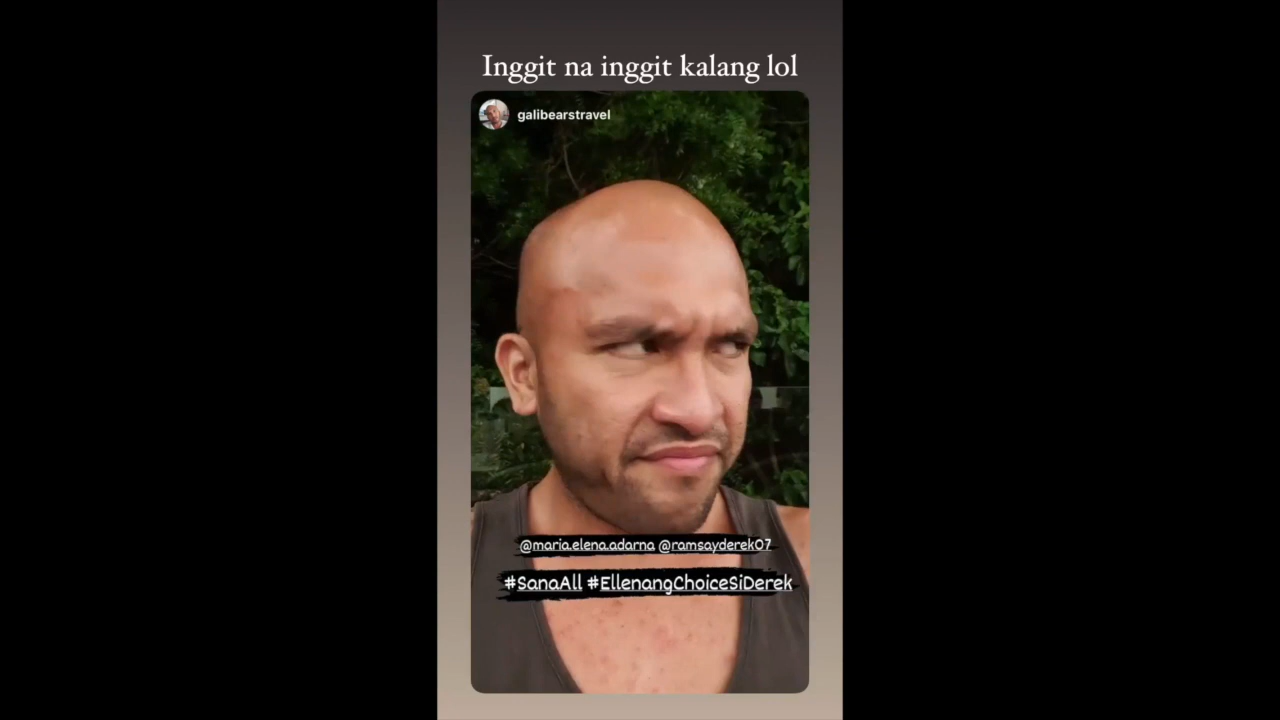 Inggit na inggit kalang lol
galibearstravel
@maria.elena.adarna @ramsayderek07
#SanaAll #EllenangChoiceSiDerek